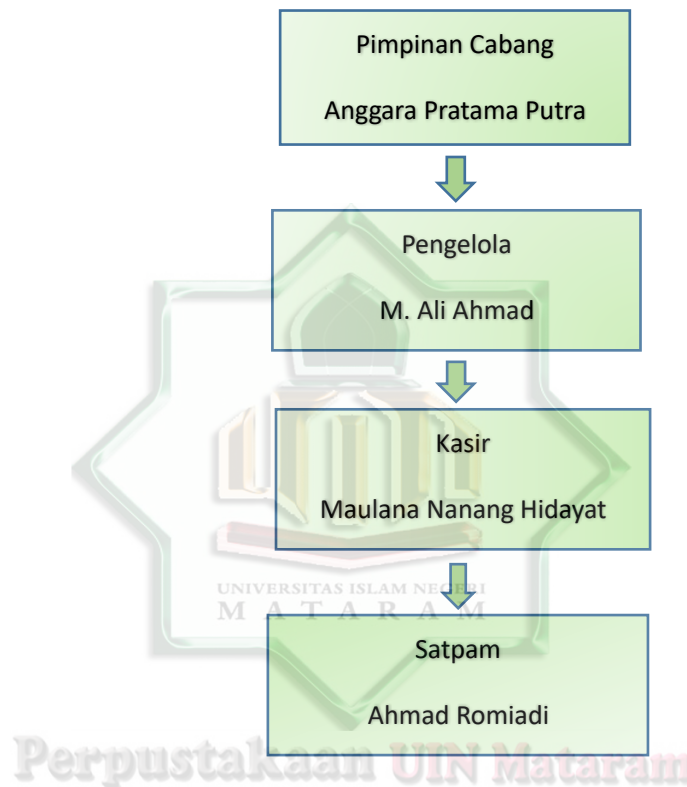 Pimpinan Cabang
Anggara Pratama Putra
Pengelola
M. Ali Ahmad
Kasir
Maulana Nanang Hidayat
UNIVERSITAS ISLAM NEGERI
MATARAM
Satpam
Ahmad Romiadi
Perpustakaan UIN Mataram